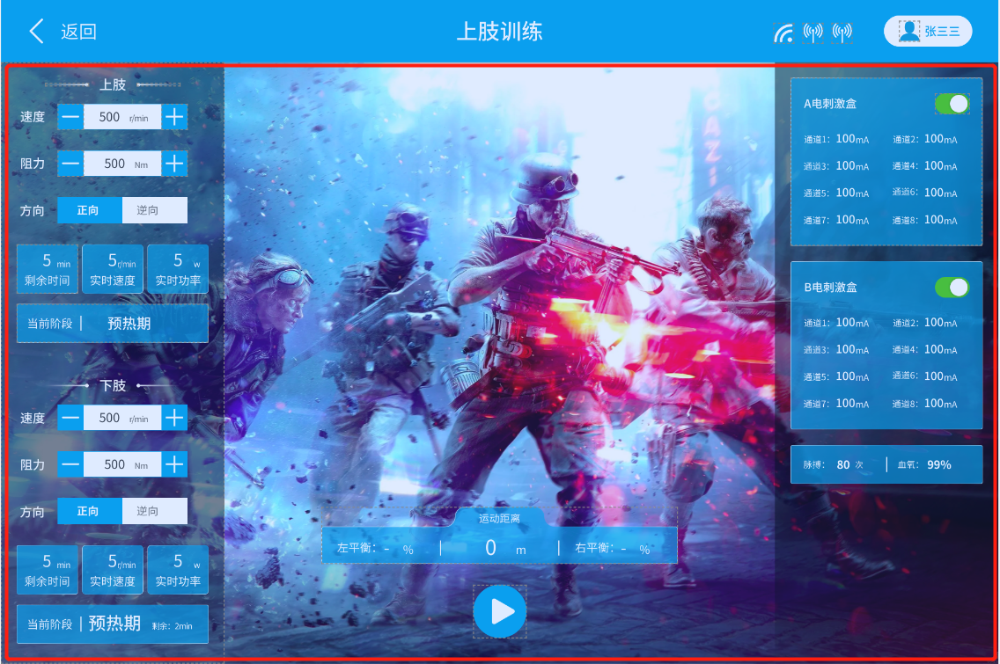 返回
上肢训练
张三三
上肢
速度 500 r/min
阻力 500 Nm
方向 正向 逆向
5 min 5r/min 5 w
剩余时间 实时速度 实时功率
当前阶段 预热期
下肢
速度 500 r/min
阻力 500 Nm
方向 正向 逆向
5 min 5r/min 5 w
剩余时间 实时速度 实时功率
当前阶段 预热期 剩余：2min
运动距离
左平衡：- % 0 m 右平衡：- %
A电刺激盒
通道1：100mA 通道2：100mA
通道3：100mA 通道4：100mA
通道5：100mA 通道6：100mA
通道7：100mA 通道8：100mA
B电刺激盒
通道1：100mA 通道2：100mA
通道3：100mA 通道4：100mA
通道5：100mA 通道6：100mA
通道7：100mA 通道8：100mA
脉搏：80 次 血氧：99%